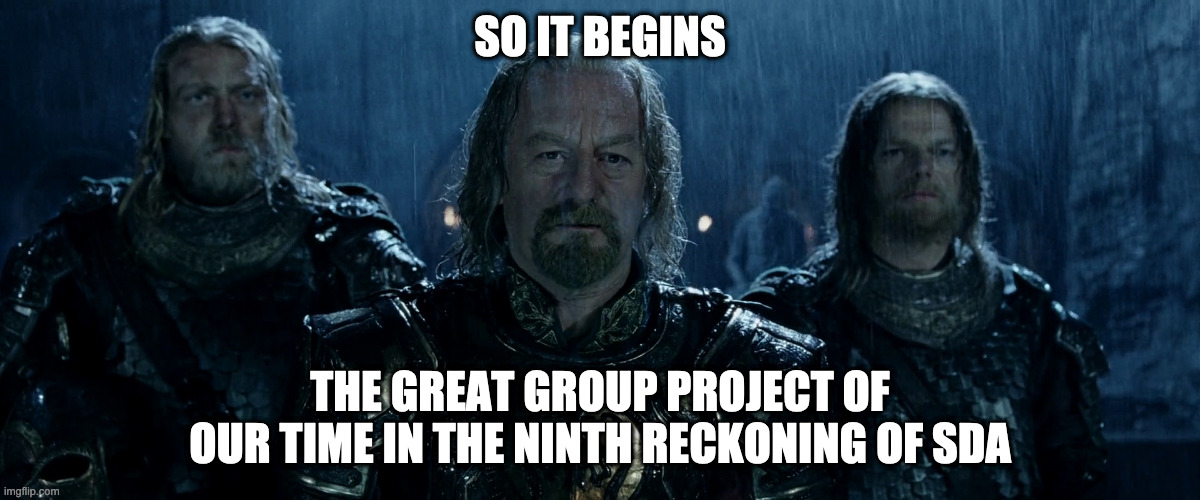 SO IT BEGINS
THE GREAT GROUP PROJECT OF
OUR TIME IN THE NINTH RECKONING OF SDA
imgflip.com